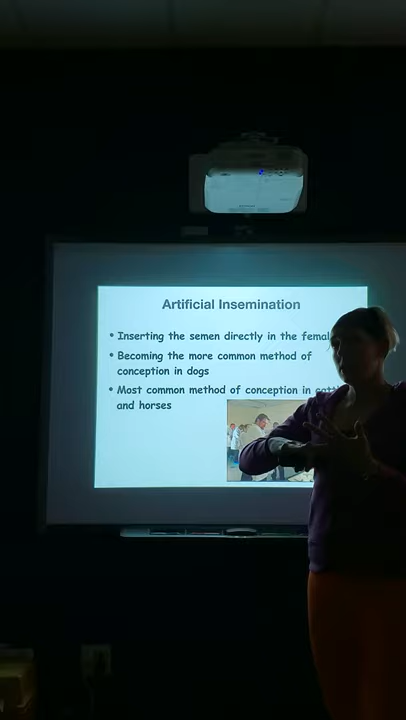 Artificial Insemination
• Inserting the semen directly in the femal
• Becoming the more common method of
conception in dogs
• Most common method of conception in catt
and horses